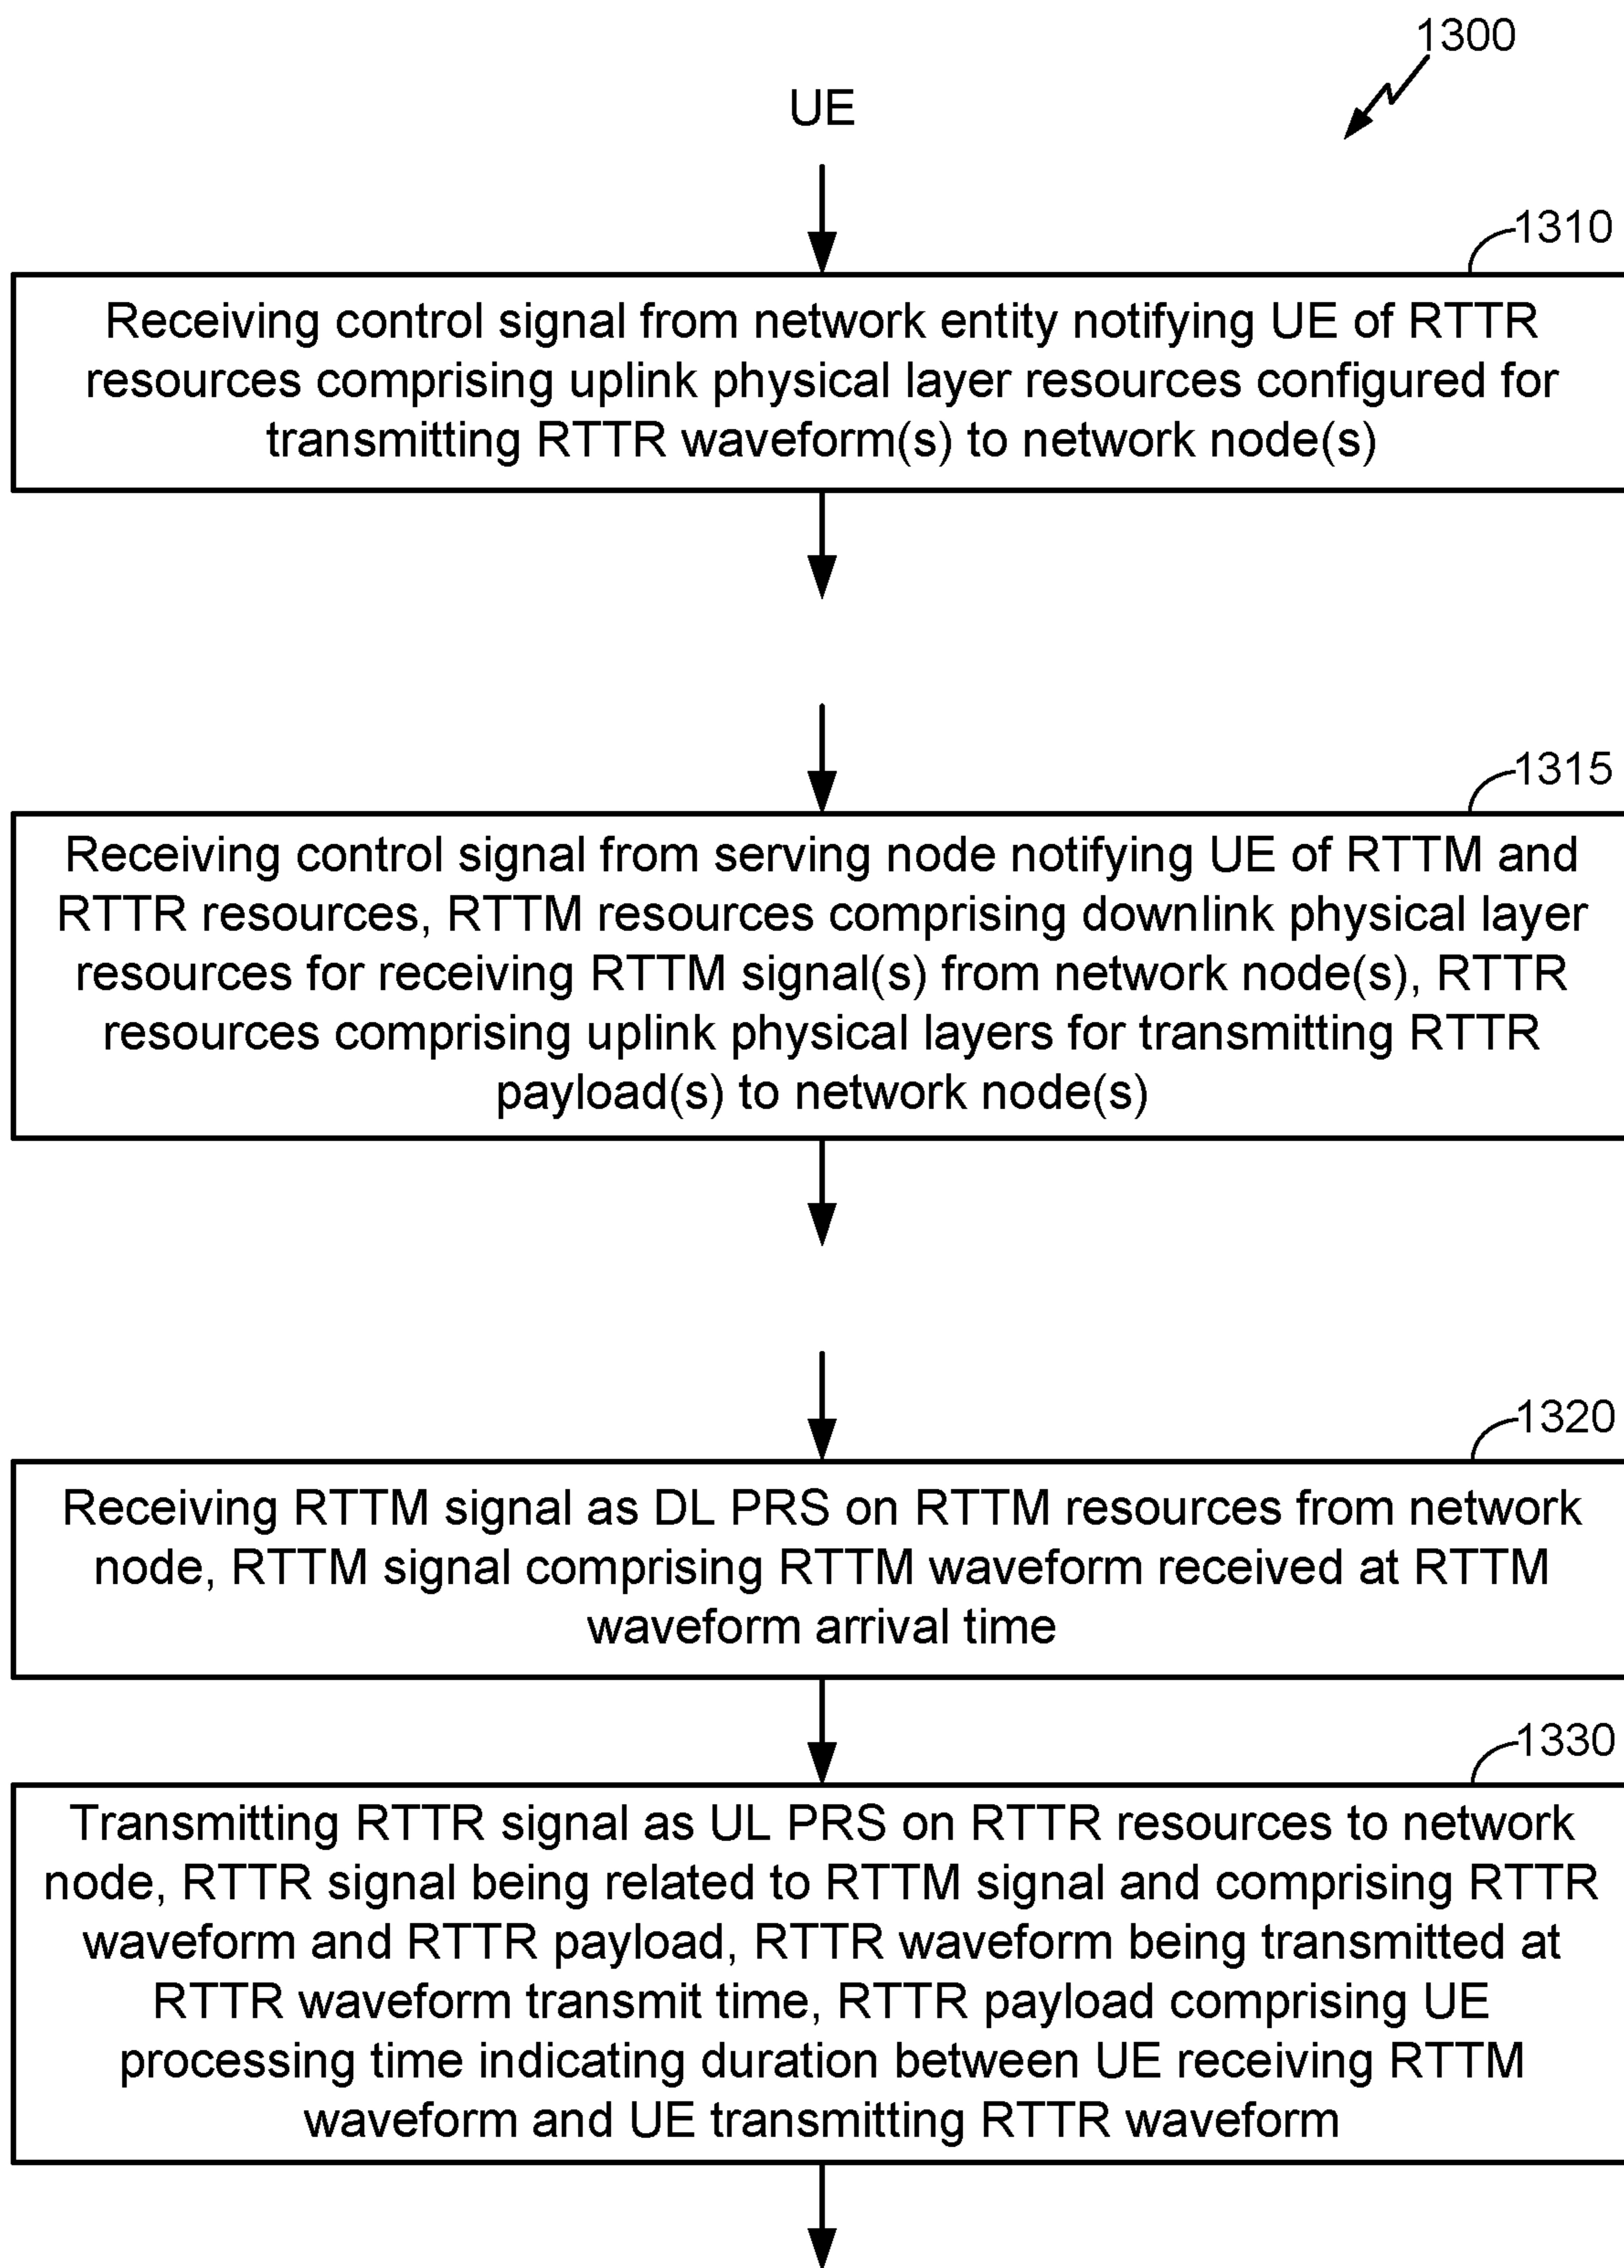 1300
UE
1310
Receiving control signal from network entity notifying UE of RTTR
resources comprising uplink physical layer resources configured for
transmitting RTTR waveform(s) to network node(s)
1315
Receiving control signal from serving node notifying UE of RTTM and
RTTR resources, RTTM resources comprising downlink physical layer
resources for receiving RTTM signal(s) from network node(s), RTTR
resources comprising uplink physical layers for transmitting RTTR
payload(s) to network node(s)
1320
Receiving RTTM signal as DL PRS on RTTM resources from network
node, RTTM signal comprising RTTM waveform received at RTTM
waveform arrival time
1330
Transmitting RTTR signal as UL PRS on RTTR resources to network
node, RTTR signal being related to RTTM signal and comprising RTTR
waveform and RTTR payload, RTTR waveform being transmitted at
RTTR waveform transmit time, RTTR payload comprising UE
processing time indicating duration between UE receiving RTTM
waveform and UE transmitting RTTR waveform